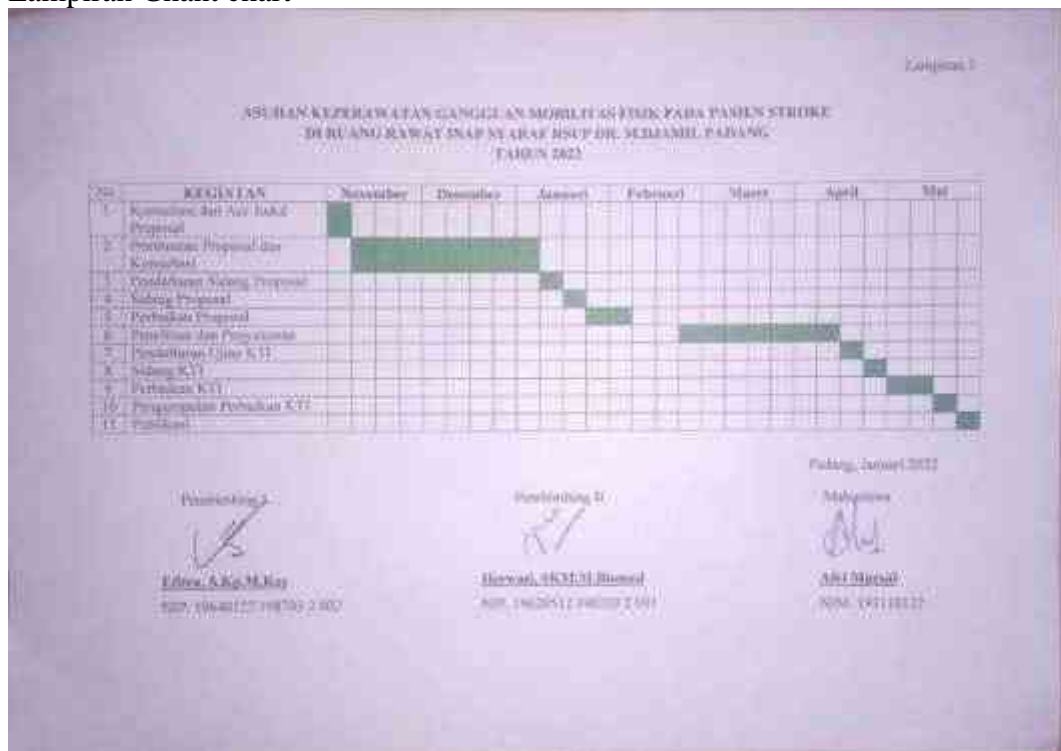 Lampiran 1
ASUHAN KEPERAWATAN GANGGUAN MOBILITAS FISIK PADA PASIEN STROKE
DI RUANG RAWAT INAP SYARAF RSUP DR. M.DJAMIL PADANG
TAHUN 2022
No KEGIATAN November Desember Januari Februari Maret April Mei
1. Konsultasi dan Acc Judul
Proposal
2. Pembuatan Proposal dan
Konsultasi
3. Pendaftaran Sidang Proposal
4. Sidang Proposal
5. Perbaikan Proposal
6. Penelitian dan Penyusunan
7. Pendaftaran Ujian KTI
8. Sidang KTI
9. Perbaikan KTI
10. Pengumpulan Perbaikan KTI
11. Publikasi
Padang, Januari 2022
Pembimbing I Pembimbing II Mahasiswa
NIP. NIP. NIM.